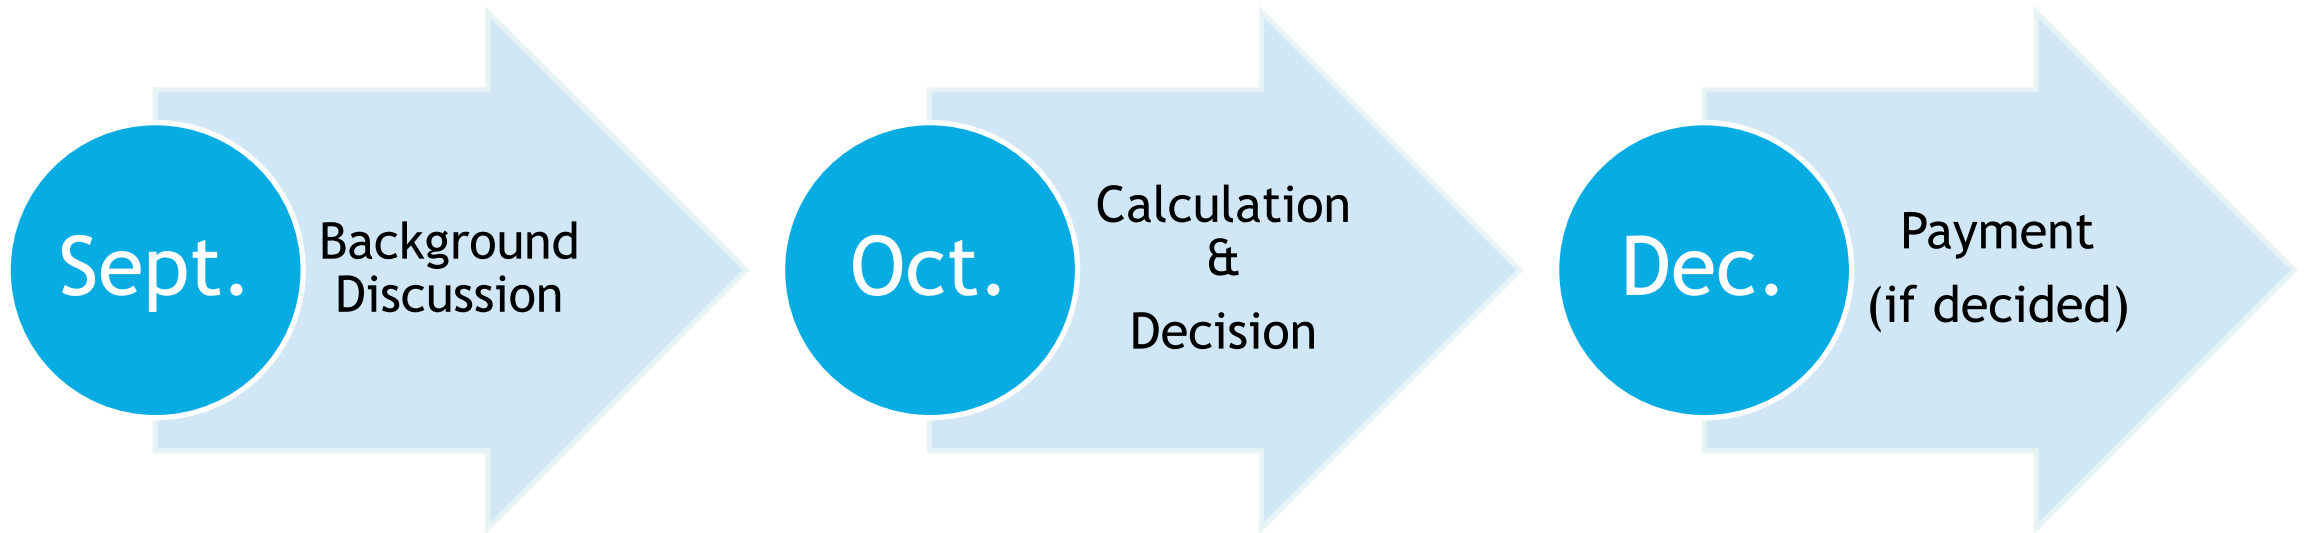 Sept.
Background
Discussion
Oct.
Calculation
&
Decision
Dec.
Payment
(if decided)